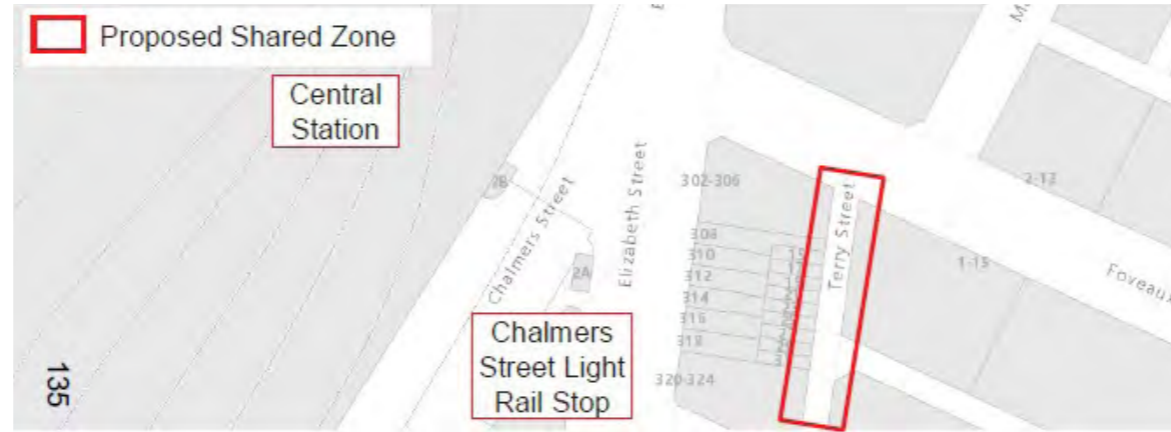 Proposed Shared Zone
Central
Station
Chalmers Street
Elizabeth Street
2A
Chalmers
Street Light
Rail Stop
302-306
308
310
312
314
316
318
320-324
Terry Street
2-12
1-15
Foveaux
135